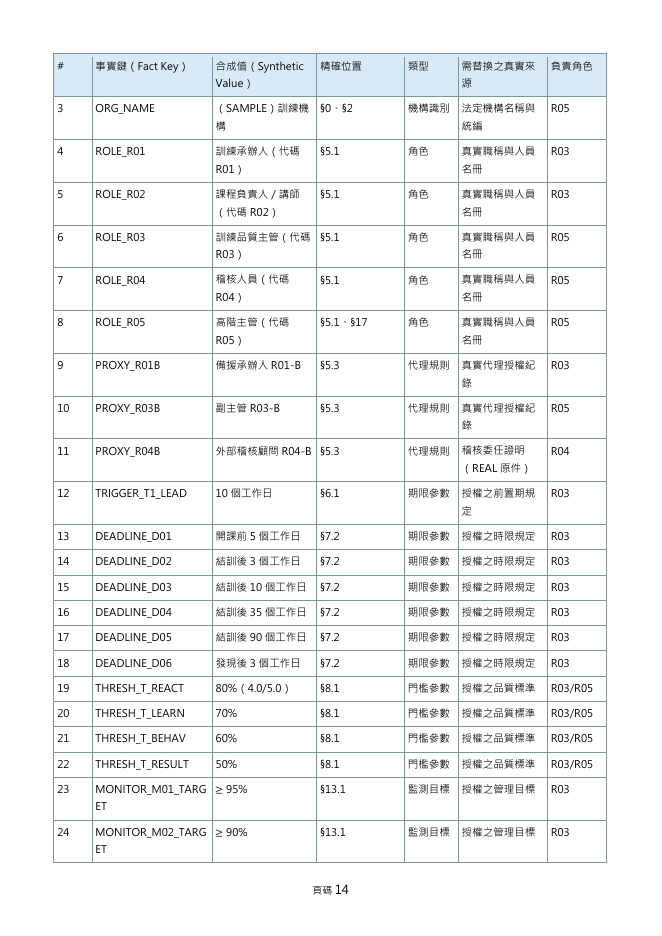 # 事實鍵（Fact Key） 合成值（Synthetic Value） 精確位置 類型 需替換之真實來源 負責角色
3 ORG_NAME （SAMPLE）訓練機構 §0、§2 機構識別 法定機構名稱與統編 R05
4 ROLE_R01 訓練承辦人（代碼 R01） §5.1 角色 真實職稱與人員名冊 R03
5 ROLE_R02 課程負責人／講師（代碼 R02） §5.1 角色 真實職稱與人員名冊 R03
6 ROLE_R03 訓練品質主管（代碼 R03） §5.1 角色 真實職稱與人員名冊 R05
7 ROLE_R04 稽核人員（代碼 R04） §5.1 角色 真實職稱與人員名冊 R05
8 ROLE_R05 高階主管（代碼 R05） §5.1、§17 角色 真實職稱與人員名冊 R05
9 PROXY_R01B 備援承辦人 R01-B §5.3 代理規則 真實代理授權紀錄 R03
10 PROXY_R03B 副主管 R03-B §5.3 代理規則 真實代理授權紀錄 R05
11 PROXY_R04B 外部稽核顧問 R04-B §5.3 代理規則 稽核委任證明（REAL 原件） R04
12 TRIGGER_T1_LEAD 10 個工作日 §6.1 期限參數 授權之前置期規定 R03
13 DEADLINE_D01 開課前 5 個工作日 §7.2 期限參數 授權之時限規定 R03
14 DEADLINE_D02 結訓後 3 個工作日 §7.2 期限參數 授權之時限規定 R03
15 DEADLINE_D03 結訓後 10 個工作日 §7.2 期限參數 授權之時限規定 R03
16 DEADLINE_D04 結訓後 35 個工作日 §7.2 期限參數 授權之時限規定 R03
17 DEADLINE_D05 結訓後 90 個工作日 §7.2 期限參數 授權之時限規定 R03
18 DEADLINE_D06 發現後 3 個工作日 §7.2 期限參數 授權之時限規定 R03
19 THRESH_T_REACT 80%（4.0/5.0） §8.1 門檻參數 授權之品質標準 R03/R05
20 THRESH_T_LEARN 70% §8.1 門檻參數 授權之品質標準 R03/R05
21 THRESH_T_BEHAV 60% §8.1 門檻參數 授權之品質標準 R03/R05
22 THRESH_T_RESULT 50% §8.1 門檻參數 授權之品質標準 R03/R05
23 MONITOR_M01_TARGET ≥ 95% §13.1 監測目標 授權之管理目標 R03
24 MONITOR_M02_TARGET ≥ 90% §13.1 監測目標 授權之管理目標 R03
頁碼 14